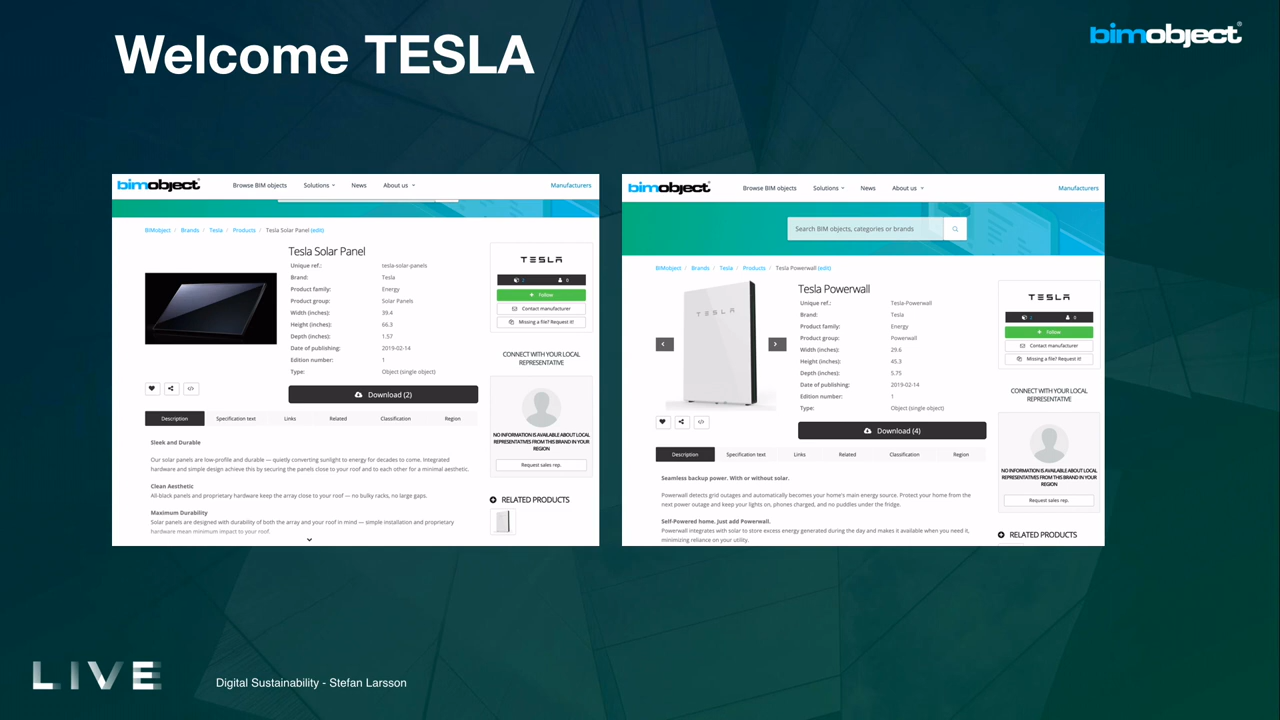 Welcome TESLA
bimobject®
bimobject®
Browse BIM objects
Solutions
News
About us
Manufacturers
BIMobject / Brands / Tesla / Products / Tesla Solar Panel (edit)
Tesla Solar Panel
Unique ref.: tesla-solar-panels
Brand: Tesla
Product family: Energy
Product group: Solar Panels
Width (inches): 39.4
Height (inches): 66.3
Depth (inches): 1.57
Date of publishing: 2019-02-14
Edition number: 1
Type: Object (single object)
Download (2)
TESLA
2 0
+ Follow
Contact manufacturer
Missing a file? Request it!
CONNECT WITH YOUR LOCAL
REPRESENTATIVE
NO INFORMATION IS AVAILABLE ABOUT LOCAL
REPRESENTATIVES FROM THIS BRAND IN YOUR
REGION
Request sales rep.
RELATED PRODUCTS
</>
Description
Specification text
Links
Related
Classification
Region
Sleek and Durable
Our solar panels are low-profile and durable — quietly converting sunlight to energy for decades to come. Integrated
hardware and simple design achieve this by securing the panels close to your roof and to each other for a minimal aesthetic.
Clean Aesthetic
All-black panels and proprietary hardware keep the array close to your roof — no bulky racks, no large gaps.
Maximum Durability
Solar panels are designed with durability of both the array and your roof in mind — simple installation and proprietary
hardware mean minimum impact to your roof.
bimobject®
Browse BIM objects
Solutions
News
About us
Manufacturers
Search BIM objects, categories or brands
BIMobject / Brands / Tesla / Products / Tesla Powerwall (edit)
TESLA
Tesla Powerwall
Unique ref.: Tesla-Powerwall
Brand: Tesla
Product family: Energy
Product group: Powerwall
Width (inches): 29.6
Height (inches): 45.3
Depth (inches): 5.75
Date of publishing: 2019-02-14
Edition number: 1
Type: Object (single object)
Download (4)
TESLA
2 0
+ Follow
Contact manufacturer
Missing a file? Request it!
CONNECT WITH YOUR LOCAL
REPRESENTATIVE
NO INFORMATION IS AVAILABLE ABOUT LOCAL
REPRESENTATIVES FROM THIS BRAND IN YOUR
REGION
Request sales rep.
RELATED PRODUCTS
</>
Description
Specification text
Links
Related
Classification
Region
Seamless backup power. With or without solar.
Powerwall detects grid outages and automatically becomes your home's main energy source. Protect your home from the
next power outage and keep your lights on, phones charged, and no puddles under the fridge.
Self-Powered home. Just add Powerwall.
Powerwall integrates with solar to store excess energy generated during the day and makes it available when you need it,
minimizing reliance on your utility.
LIVE
Digital Sustainability - Stefan Larsson